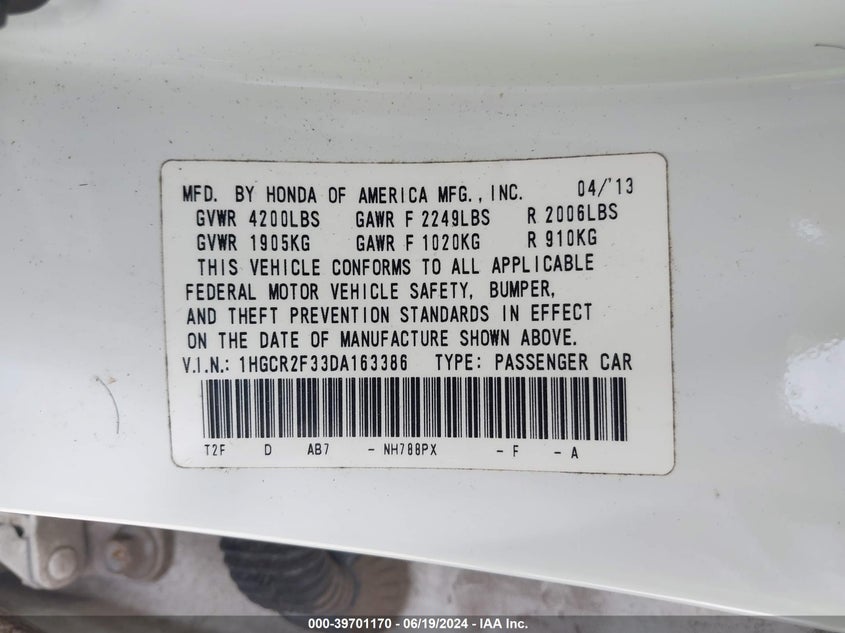 MFD. BY HONDA OF AMERICA MFG., INC. 04/'13
GVWR 4200LBS GAWR F 2249LBS R 2006LBS
GVWR 1905KG GAWR F 1020KG R 910KG
THIS VEHICLE CONFORMS TO ALL APPLICABLE
FEDERAL MOTOR VEHICLE SAFETY, BUMPER,
AND THEFT PREVENTION STANDARDS IN EFFECT
ON THE DATE OF MANUFACTURE SHOWN ABOVE.
V.I.N.: 1HGCR2F33DA163386 TYPE: PASSENGER CAR
T2F D AB7 - NH788PX - F - A
000-39701170 - 06/19/2024 - IAA Inc.